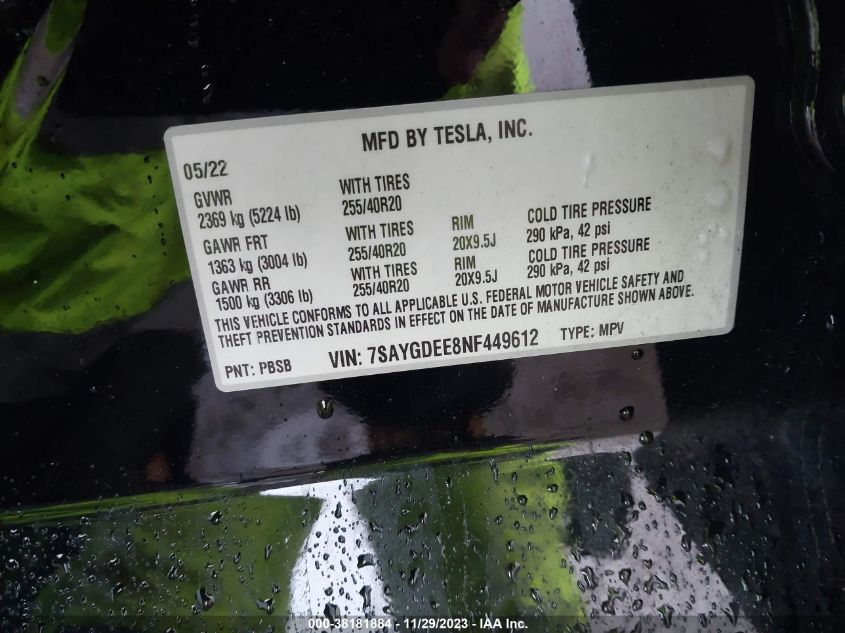 MFD BY TESLA, INC.
05/22
GVWR WITH TIRES
2369 kg (5224 lb) 255/40R20
GAWR FRT WITH TIRES RIM COLD TIRE PRESSURE
1363 kg (3004 lb) 255/40R20 20X9.5J 290 kPa, 42 psi
GAWR RR WITH TIRES RIM COLD TIRE PRESSURE
1500 kg (3306 lb) 255/40R20 20X9.5J 290 kPa, 42 psi
THIS VEHICLE CONFORMS TO ALL APPLICABLE U.S. FEDERAL MOTOR VEHICLE SAFETY AND
THEFT PREVENTION STANDARDS IN EFFECT ON THE DATE OF MANUFACTURE SHOWN ABOVE.
PNT: PBSB VIN: 7SAYGDEE8NF449612 TYPE: MPV
000-38181884 - 11/29/2023 - IAA Inc.